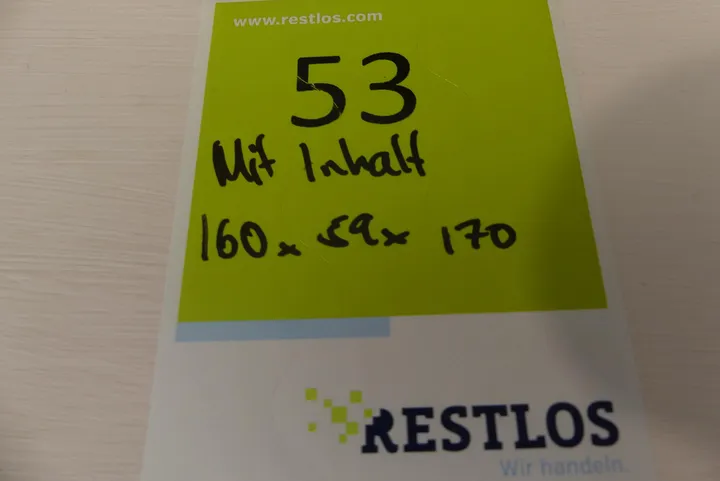 www.restlos.com
53
Mit Inhalt
160 x 59 x 170
RESTLOS
Wir handeln.